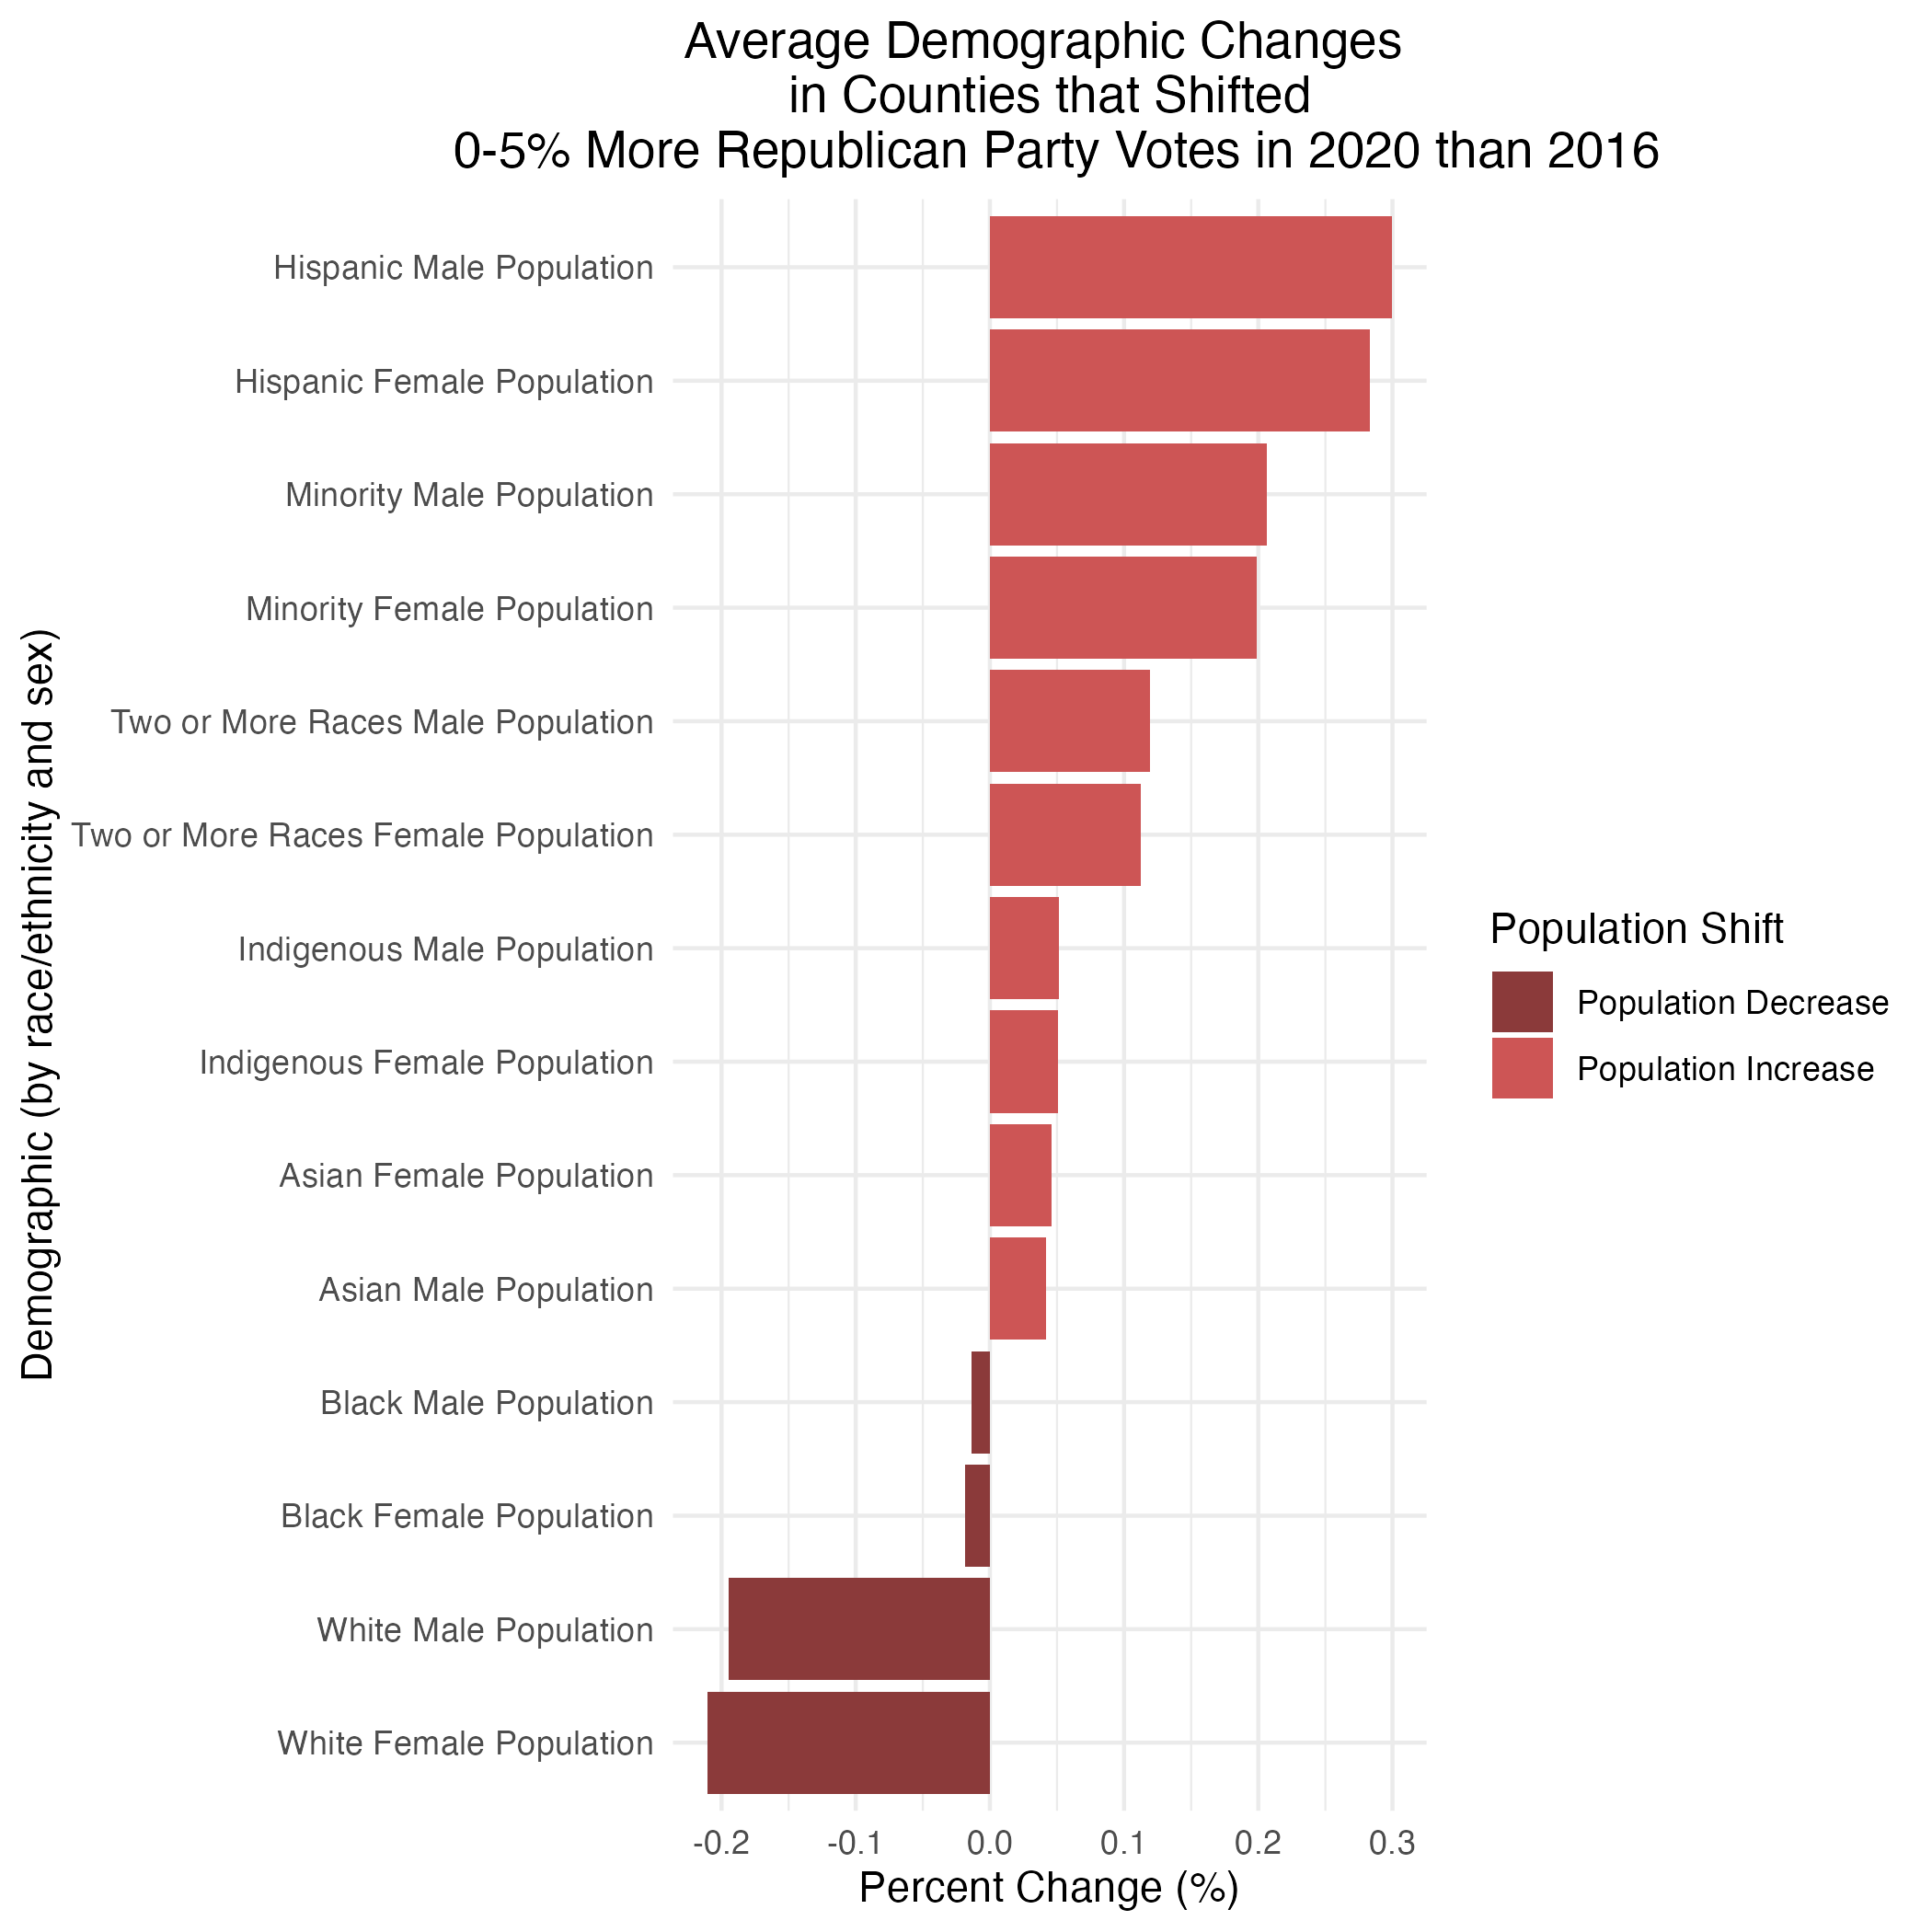 Average Demographic Changes
in Counties that Shifted
0-5% More Republican Party Votes in 2020 than 2016
Demographic (by race/ethnicity and sex)
Hispanic Male Population
Hispanic Female Population
Minority Male Population
Minority Female Population
Two or More Races Male Population
Two or More Races Female Population
Indigenous Male Population
Indigenous Female Population
Asian Female Population
Asian Male Population
Black Male Population
Black Female Population
White Male Population
White Female Population
-0.2 -0.1 0.0 0.1 0.2 0.3
Percent Change (%)
Population Shift
Population Decrease
Population Increase